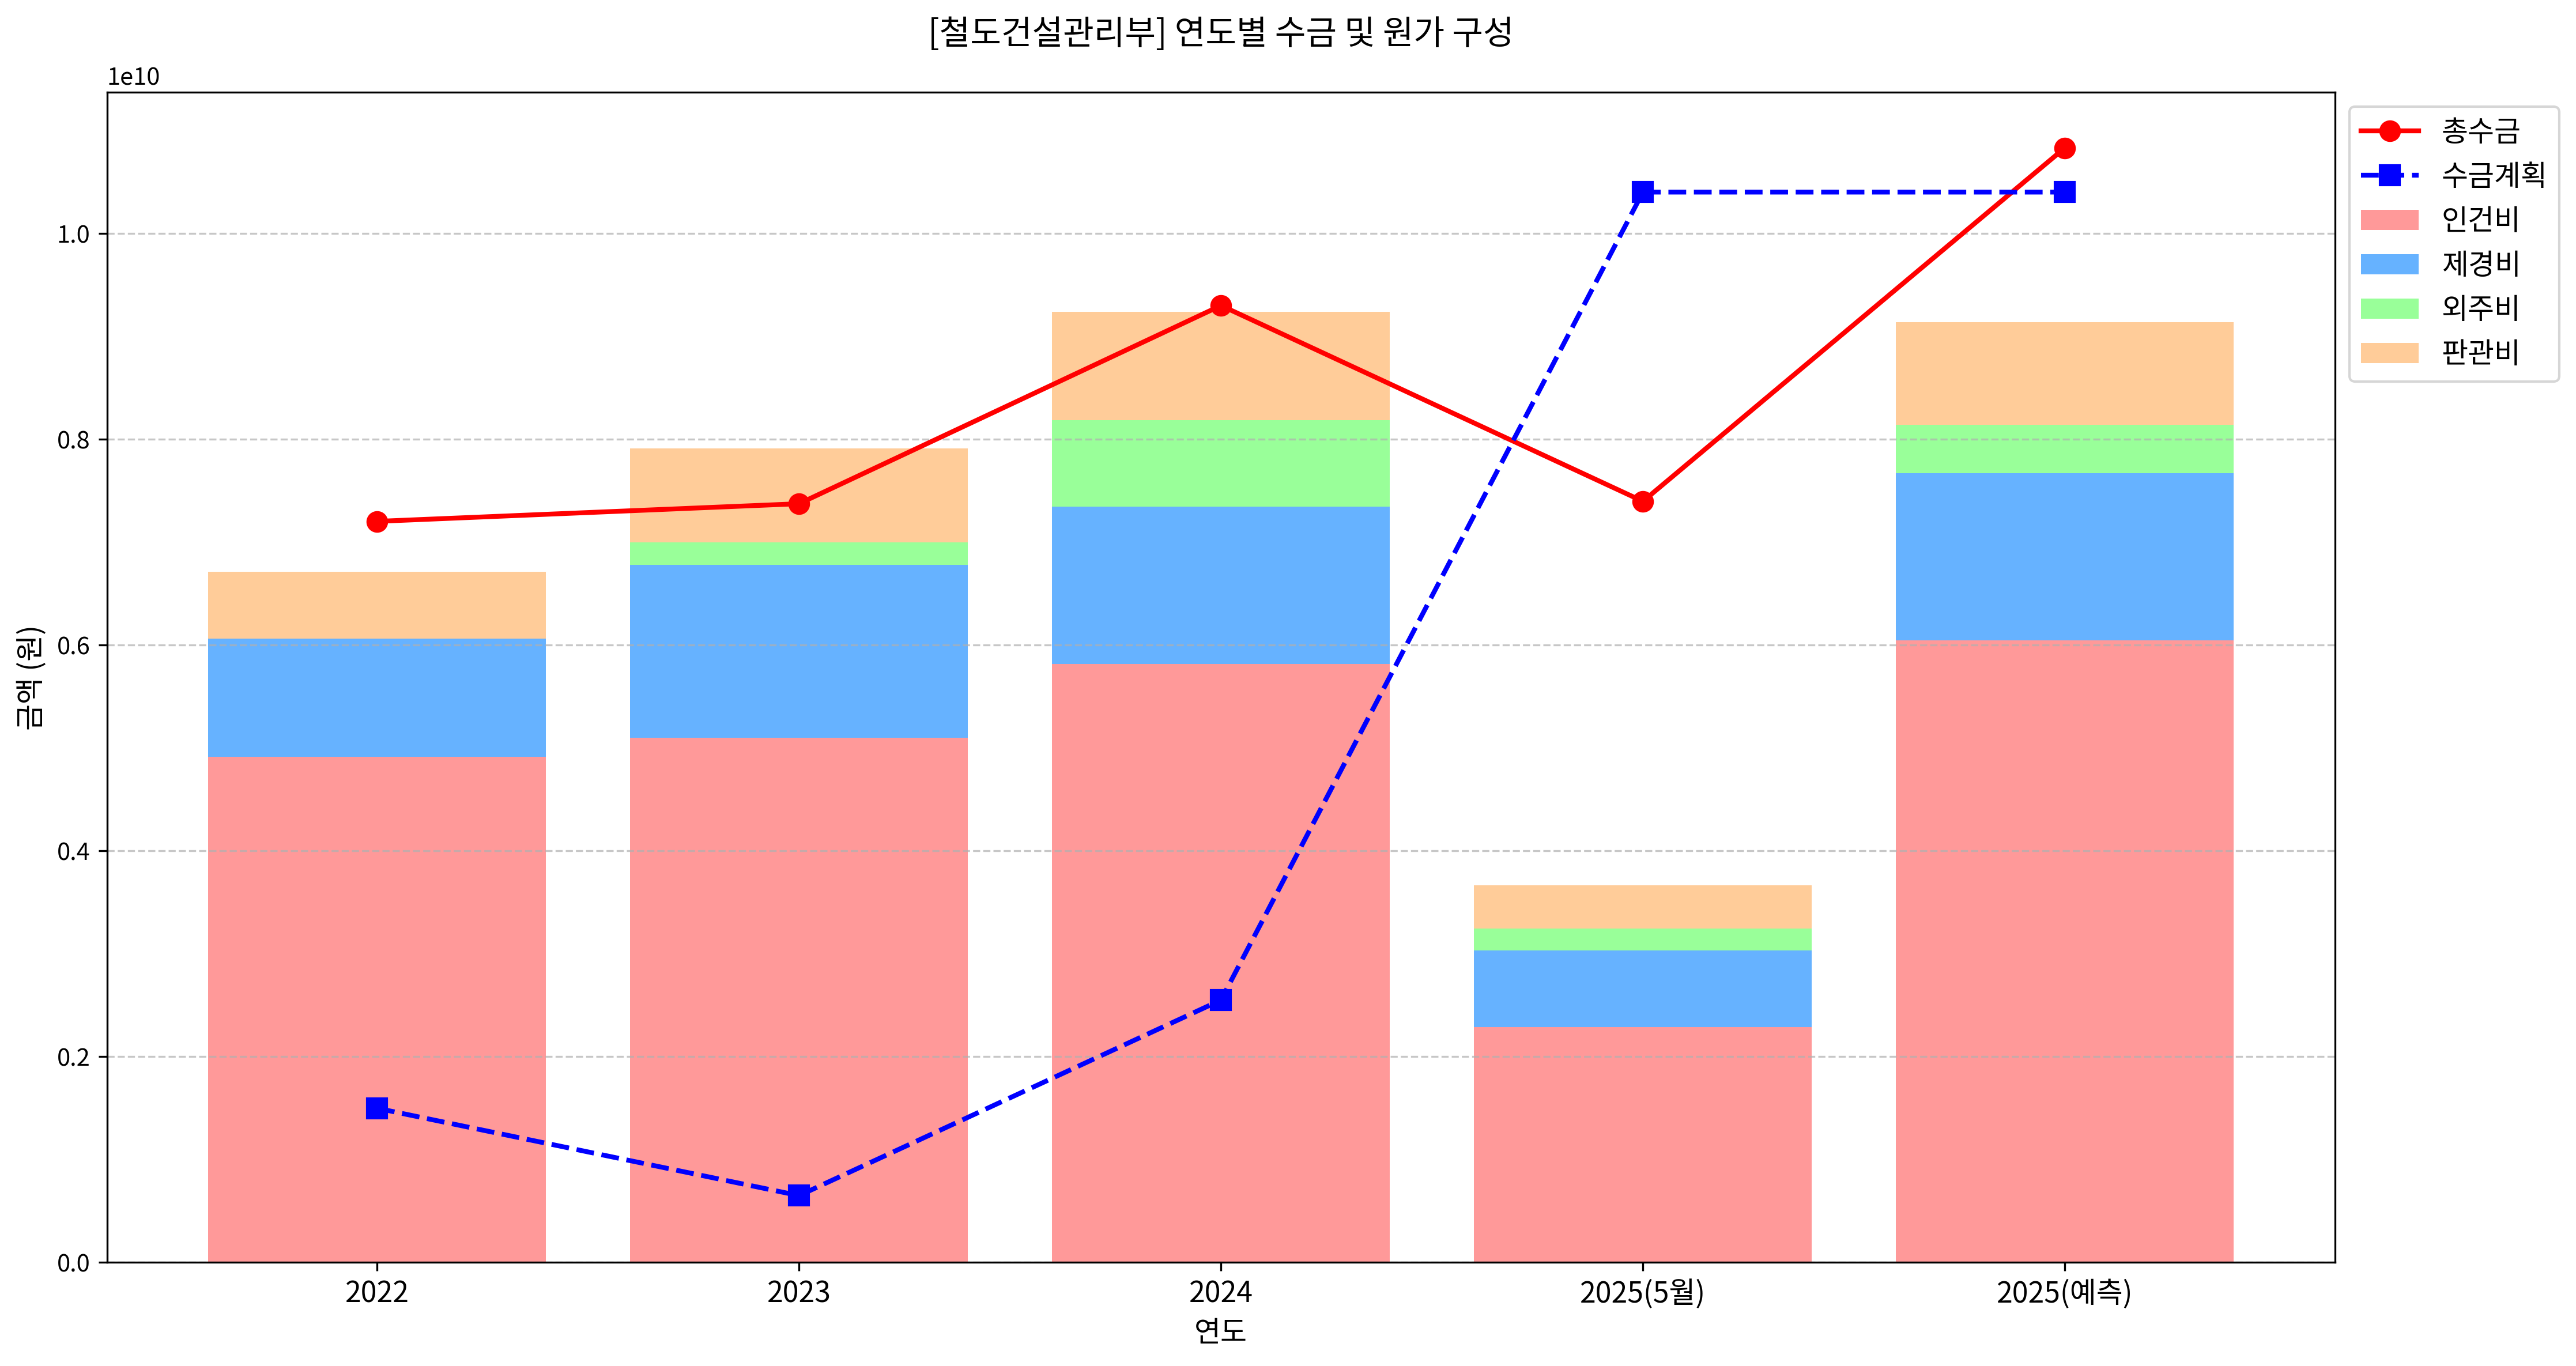 [철도건설관리부] 연도별 수금 및 원가 구성
1e10
1.0
0.8
0.6
0.4
0.2
0.0
금액 (원)
2022
2023
2024
2025(5월)
2025(예측)
연도
총수금
수금계획
인건비
제경비
외주비
판관비